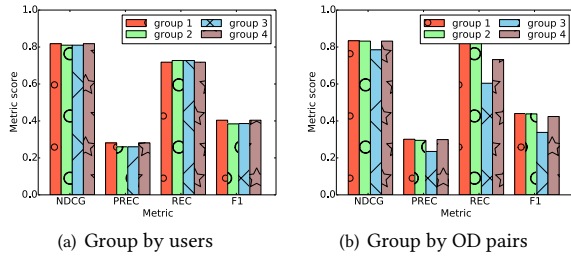 1.0
0.8
0.6
0.4
0.2
0.0
Metric score
group 1 group 3
group 2 group 4
NDCG PREC REC F1
Metric
(a) Group by users
1.0
0.8
0.6
0.4
0.2
0.0
Metric score
group 1 group 3
group 2 group 4
NDCG PREC REC F1
Metric
(b) Group by OD pairs